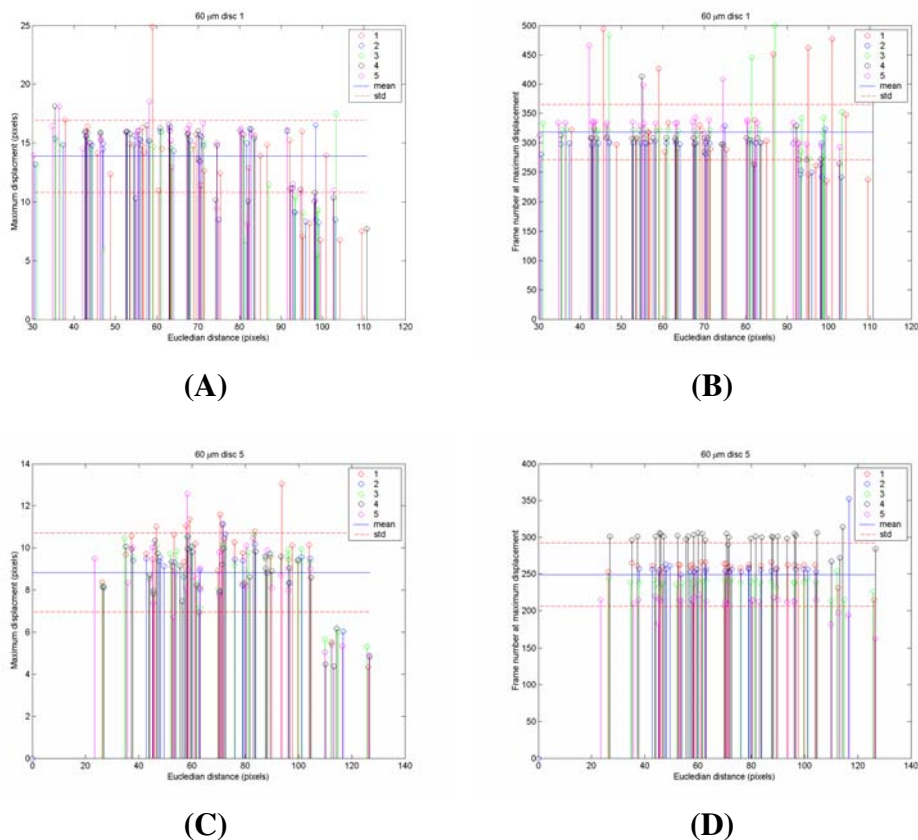 60 μm disc 1
25
20
15
10
5
0
30 40 50 60 70 80 90 100 110 120
Maximum displacment (pixels)
Eucledian distance (pixels)
1
2
3
4
5
mean
std
(A)
60 μm disc 1
500
450
400
350
300
250
200
150
100
50
0
30 40 50 60 70 80 90 100 110 120
Frame number at maximum displacement
Eucledian distance (pixels)
1
2
3
4
5
mean
std
(B)
60 μm disc 5
14
12
10
8
6
4
2
0
0 20 40 60 80 100 120 140
Maximum displacment (pixels)
Eucledian distance (pixels)
1
2
3
4
5
mean
std
(C)
60 μm disc 5
400
350
300
250
200
150
100
50
0
0 20 40 60 80 100 120 140
Frame number at maximum displacement
Eucledian distance (pixels)
1
2
3
4
5
mean
std
(D)